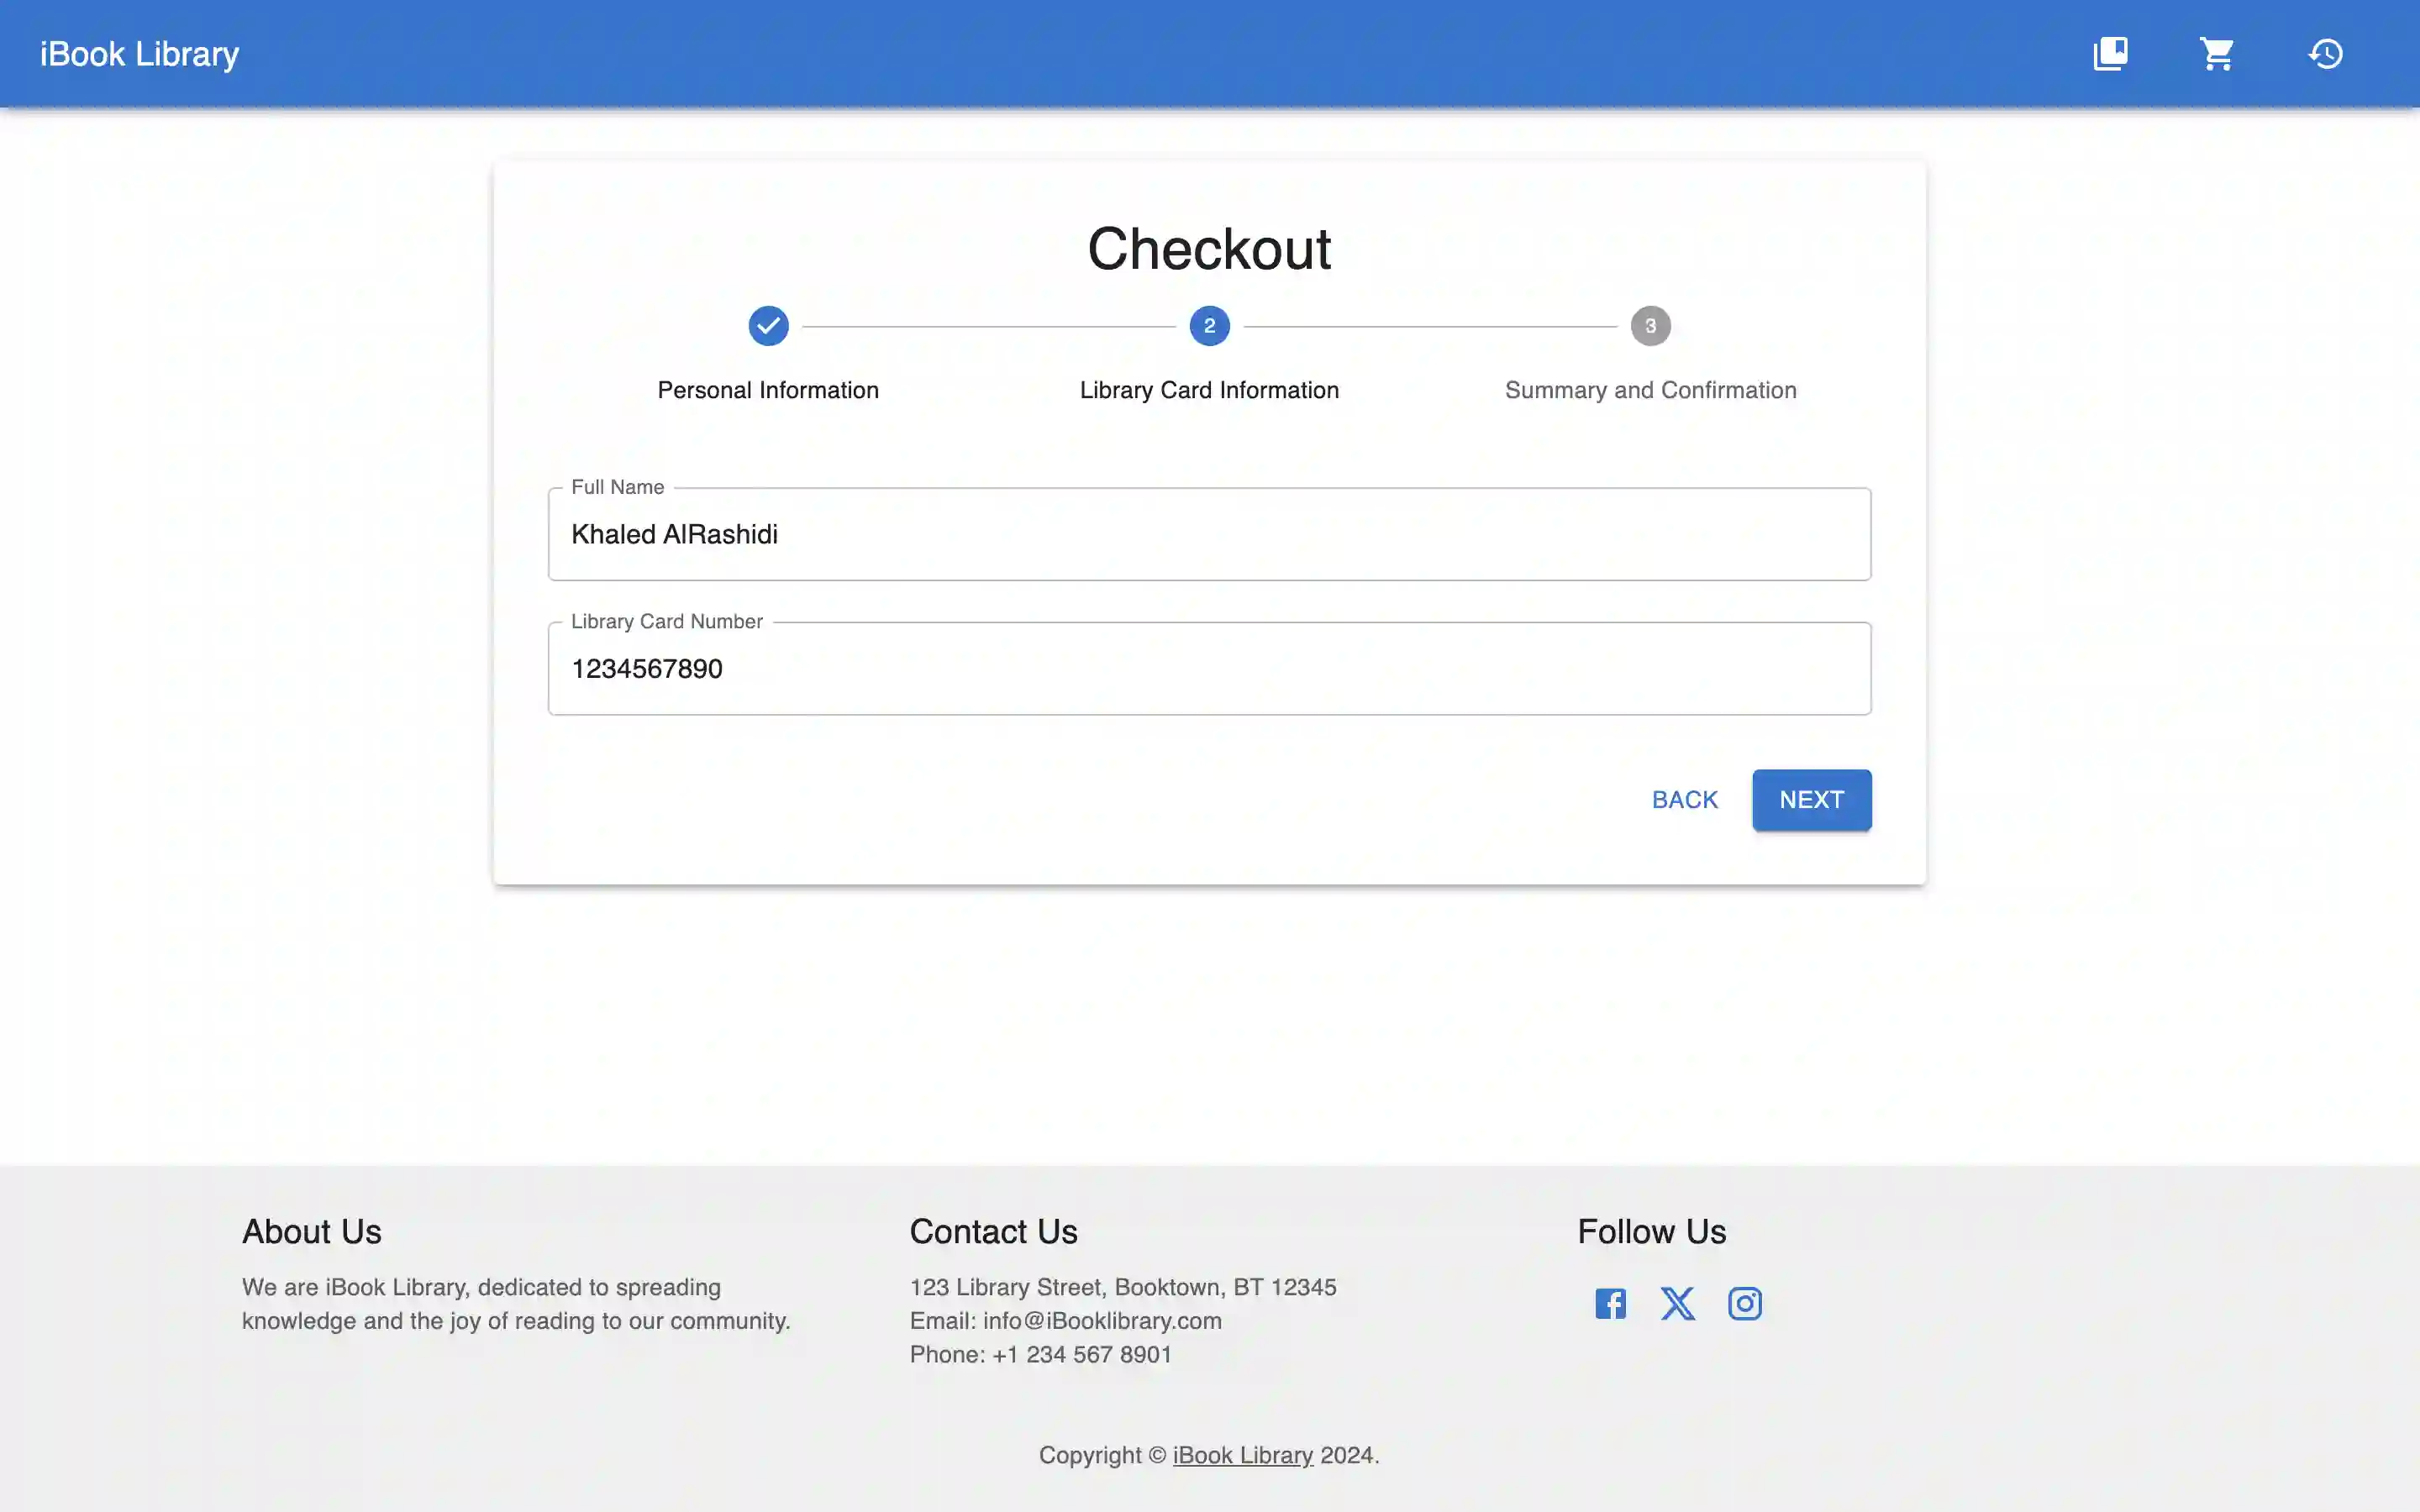 iBook Library
Checkout
2
3
Personal Information
Library Card Information
Summary and Confirmation
Full Name
Khaled AlRashidi
Library Card Number
1234567890
BACK
NEXT
About Us
We are iBook Library, dedicated to spreading
knowledge and the joy of reading to our community.
Contact Us
123 Library Street, Booktown, BT 12345
Email: info@iBooklibrary.com
Phone: +1 234 567 8901
Follow Us
Copyright © iBook Library 2024.